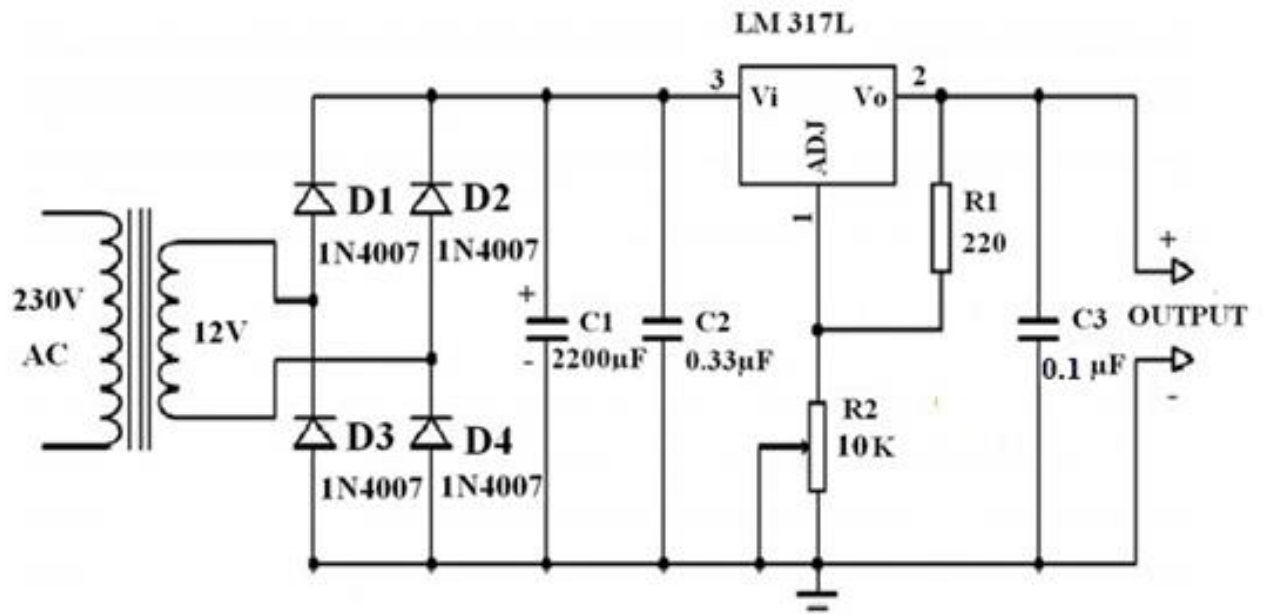 LM 317L
3
Vi
Vo
2
ADJ
1
D1
D2
1N4007
1N4007
R1
220
230V
AC
12V
+
C1
-
2200µF
C2
0.33µF
C3
0.1 µF
+
OUTPUT
-
R2
10K
D3
D4
1N4007
1N4007